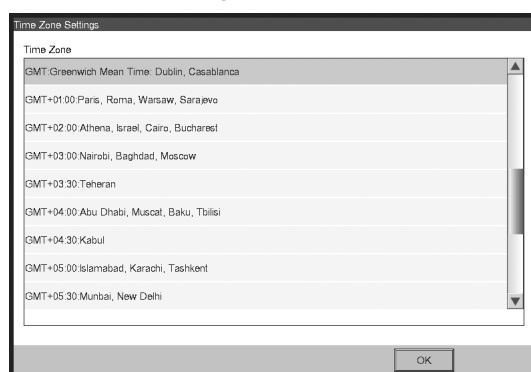 Time Zone Settings
Time Zone
GMT:Greenwich Mean Time: Dublin, Casablanca
GMT+01:00:Paris, Roma, Warsaw, Sarajevo
GMT+02:00:Athena, Israel, Cairo, Bucharest
GMT+03:00:Nairobi, Baghdad, Moscow
GMT+03:30:Teheran
GMT+04:00:Abu Dhabi, Muscat, Baku, Tbilisi
GMT+04:30:Kabul
GMT+05:00:Islamabad, Karachi, Tashkent
GMT+05:30:Munbai, New Delhi
OK